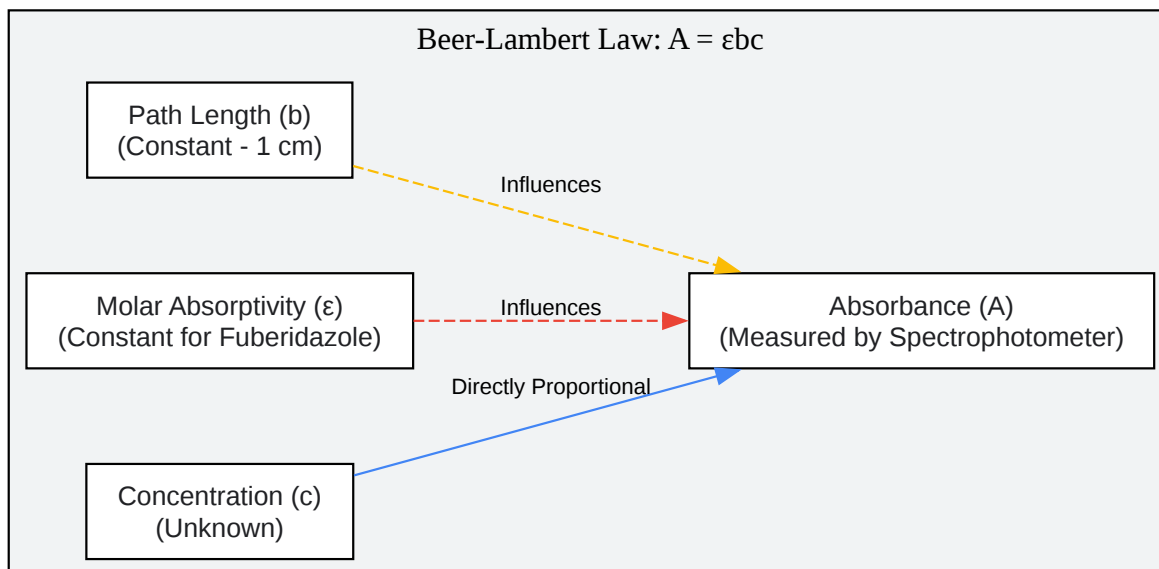 Beer-Lambert Law: A = εbc
Path Length (b)
(Constant - 1 cm)
Influences
Molar Absorptivity (ε)
(Constant for Fuberidazole)
Influences
Absorbance (A)
(Measured by Spectrophotometer)
Directly Proportional
Concentration (c)
(Unknown)